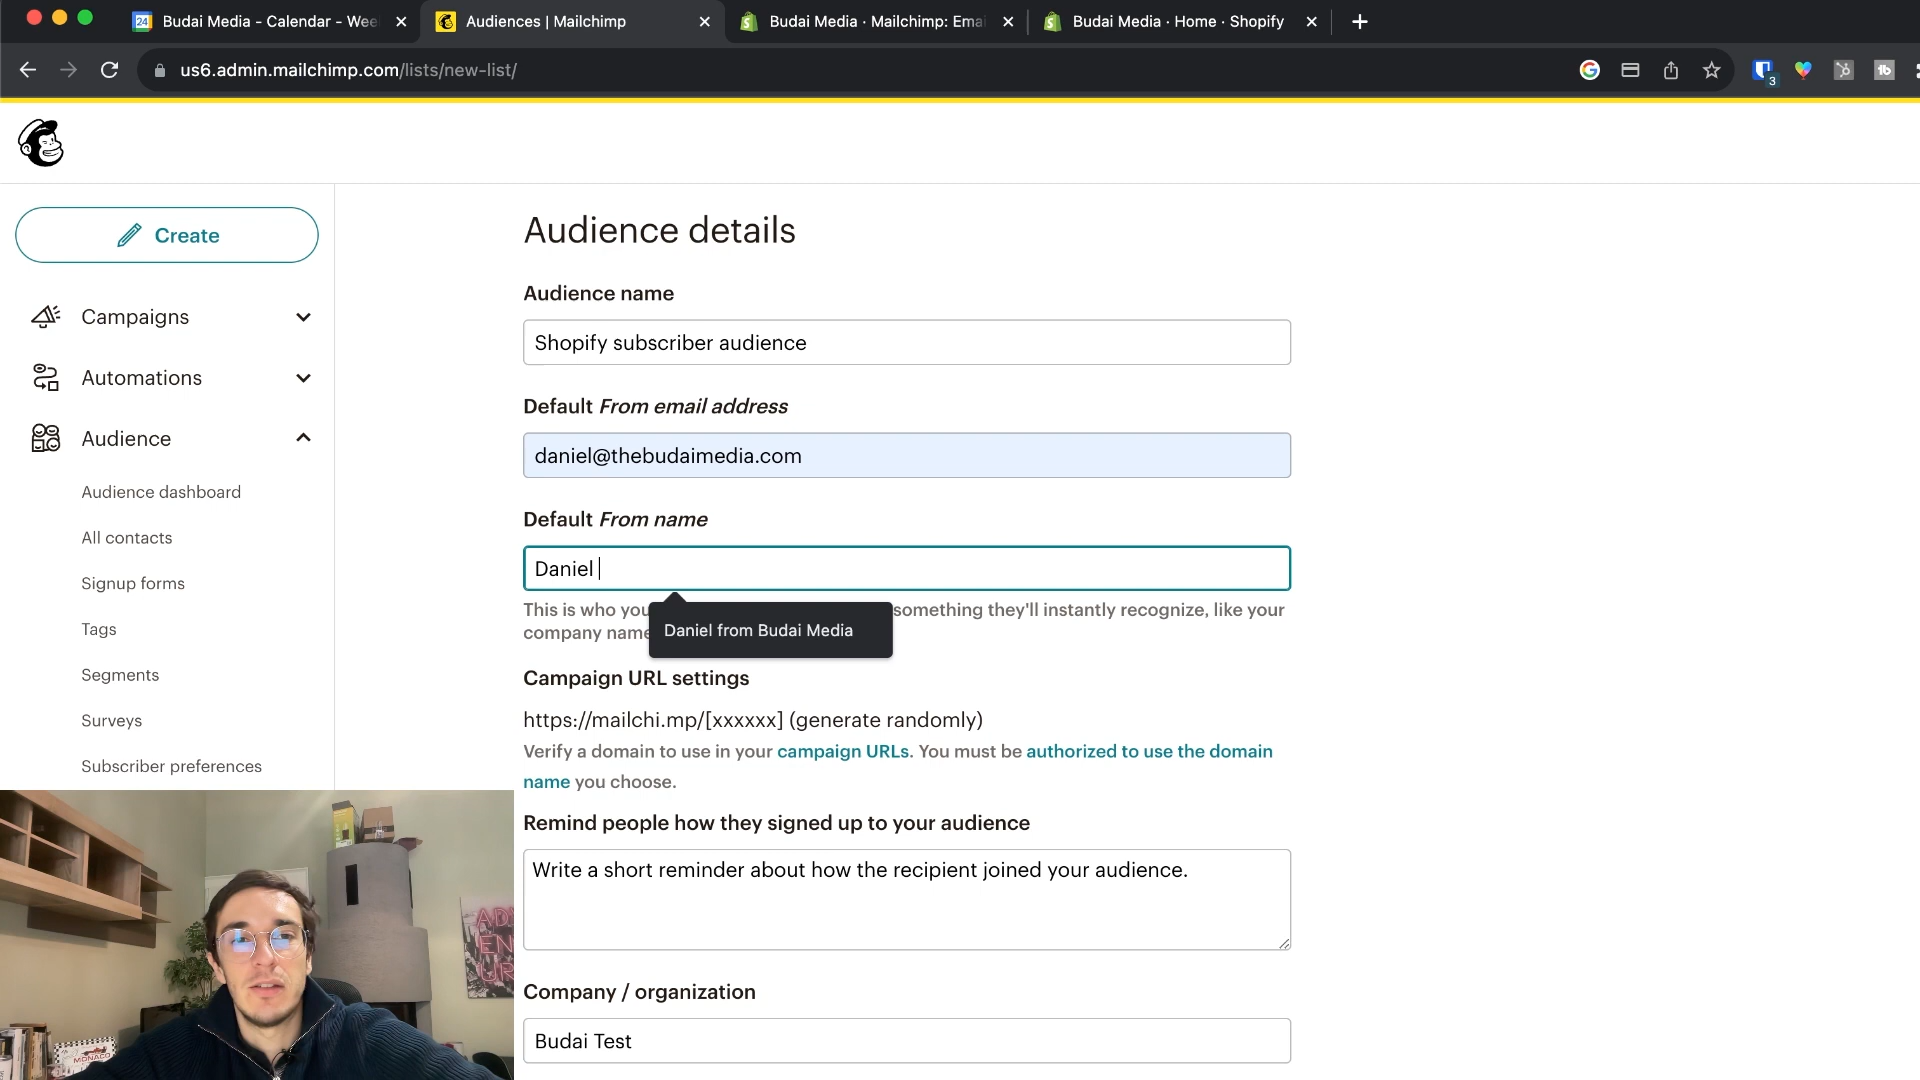 24
Budai Media - Calendar - Wee
Audiences | Mailchimp
Budai Media · Mailchimp: Emai
Budai Media · Home · Shopify
us6.admin.mailchimp.com/lists/new-list/
3
Create
Campaigns
Automations
Audience
Audience dashboard
All contacts
Signup forms
Tags
Segments
Surveys
Subscriber preferences
Audience details
Audience name
Shopify subscriber audience
Default From email address
daniel@thebudaimedia.com
Default From name
Daniel
This is who you something they'll instantly recognize, like your
company name
Daniel from Budai Media
Campaign URL settings
https://mailchi.mp/[xxxxxx] (generate randomly)
Verify a domain to use in your campaign URLs. You must be authorized to use the domain
name you choose.
Remind people how they signed up to your audience
Write a short reminder about how the recipient joined your audience.
Company / organization
Budai Test
MONACO